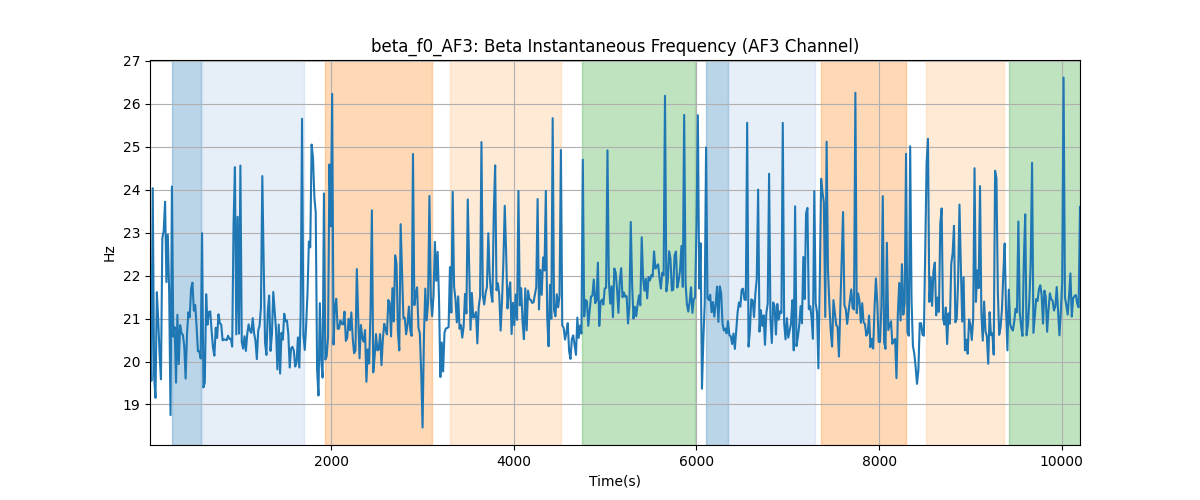 beta_f0_AF3: Beta Instantaneous Frequency (AF3 Channel)
27
26
25
24
23
22
21
20
19
Hz
2000 4000 6000 8000 10000
Time(s)